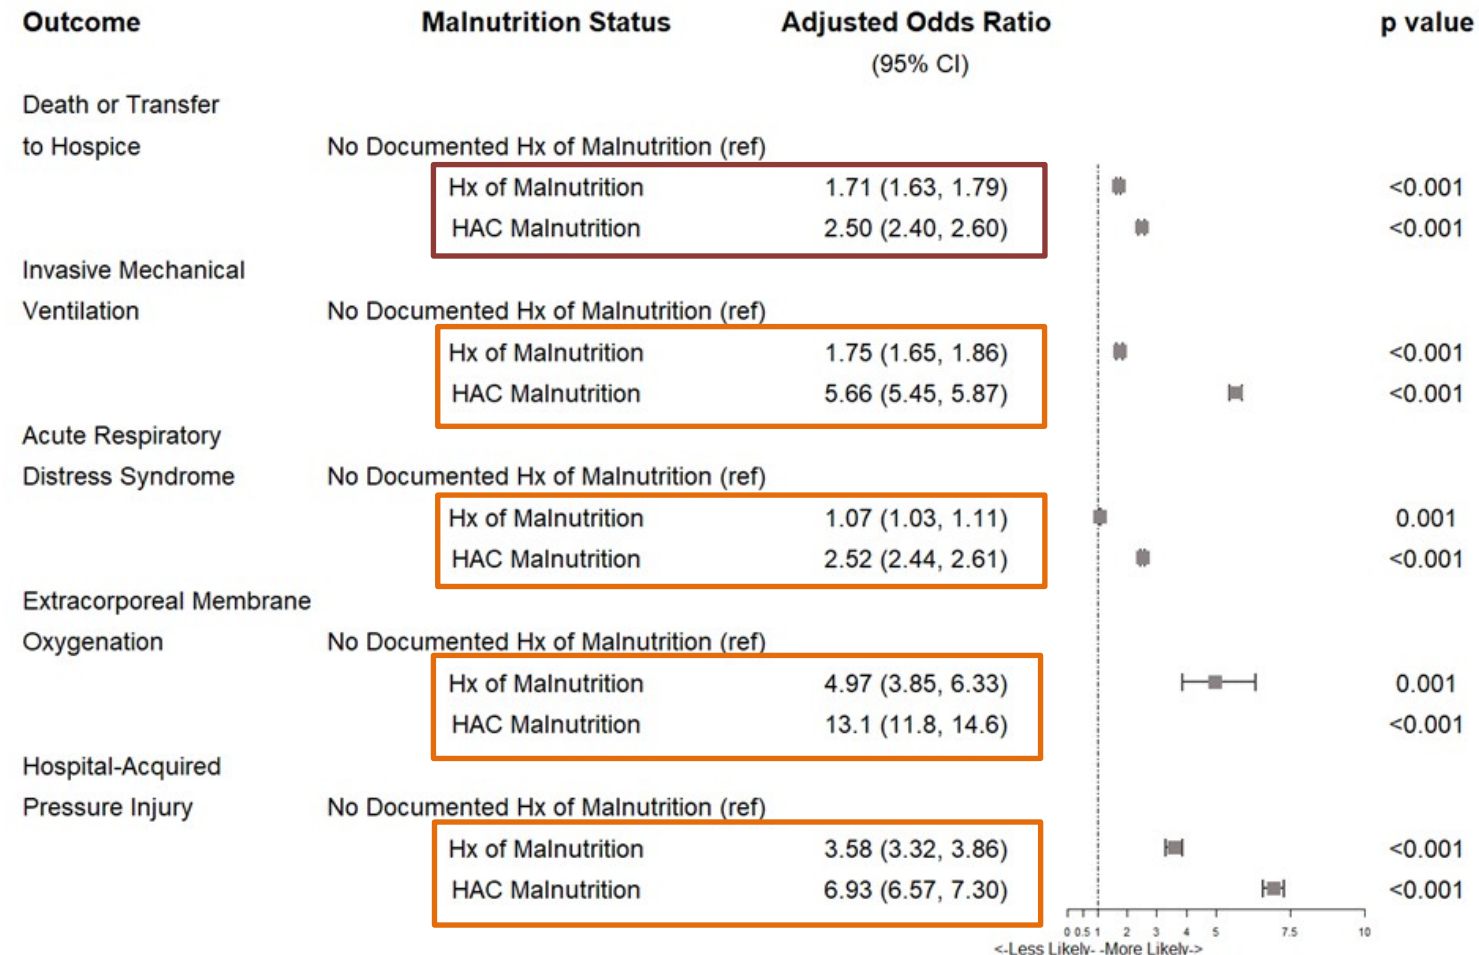 Outcome Malnutrition Status Adjusted Odds Ratio p value
(95% CI)
Death or Transfer
to Hospice No Documented Hx of Malnutrition (ref)
Hx of Malnutrition 1.71 (1.63, 1.79) <0.001
HAC Malnutrition 2.50 (2.40, 2.60) <0.001
Invasive Mechanical
Ventilation No Documented Hx of Malnutrition (ref)
Hx of Malnutrition 1.75 (1.65, 1.86) <0.001
HAC Malnutrition 5.66 (5.45, 5.87) <0.001
Acute Respiratory
Distress Syndrome No Documented Hx of Malnutrition (ref)
Hx of Malnutrition 1.07 (1.03, 1.11) 0.001
HAC Malnutrition 2.52 (2.44, 2.61) <0.001
Extracorporeal Membrane
Oxygenation No Documented Hx of Malnutrition (ref)
Hx of Malnutrition 4.97 (3.85, 6.33) 0.001
HAC Malnutrition 13.1 (11.8, 14.6) <0.001
Hospital-Acquired
Pressure Injury No Documented Hx of Malnutrition (ref)
Hx of Malnutrition 3.58 (3.32, 3.86) <0.001
HAC Malnutrition 6.93 (6.57, 7.30) <0.001
0 0.5 1 2 3 4 5 7.5 10
<-Less Likely- -More Likely->